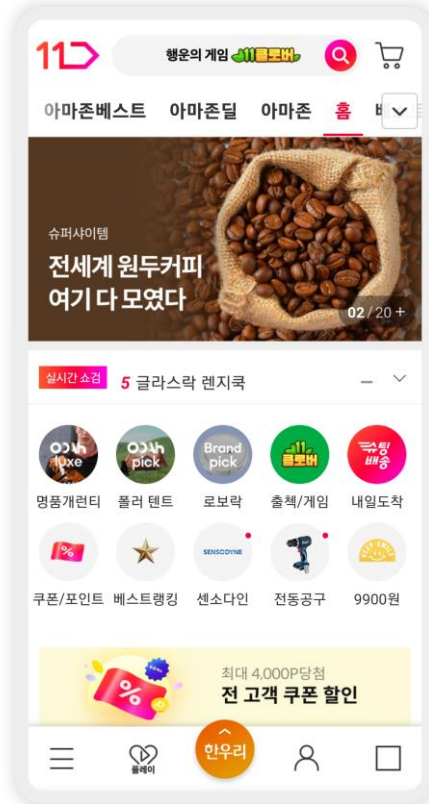 11
행운의 게임 11클로버
아마존베스트 아마존딜 아마존 홈
슈퍼샤이템
전세계 원두커피
여기 다 모였다
02 / 20 +
실시간 쇼검 5 글라스락 렌지쿡
luxe
pick
Brand pick
11클로버
슈팅배송
명품개런티 폴러 텐트 로보락 출첵/게임 내일도착
%
SENSODYNE
쿠폰/포인트 베스트랭킹 센소다인 전동공구 9900원
%
최대 4,000P당첨
전 고객 쿠폰 할인
플레이
한우리